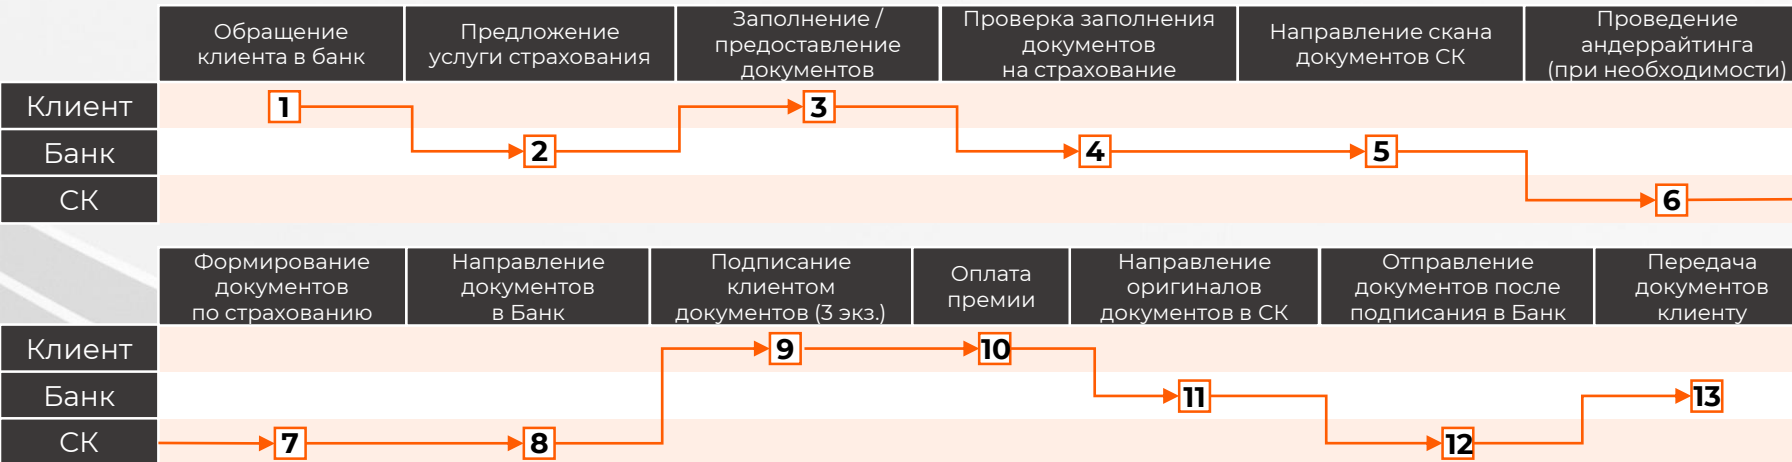 Обращение
клиента в банк
Предложение
услуги страхования
Заполнение /
предоставление
документов
Проверка заполнения
документов
на страхование
Направление скана
документов СК
Проведение
андеррайтинга
(при необходимости)
Клиент
1
3
Банк
2
4
5
СК
6
Формирование
документов
по страхованию
Направление
документов
в Банк
Подписание
клиентом
документов (3 экз.)
Оплата
премии
Направление
оригиналов
документов в СК
Отправление
документов после
подписания в Банк
Передача
документов
клиенту
Клиент
9
10
Банк
11
13
СК
7
8
12